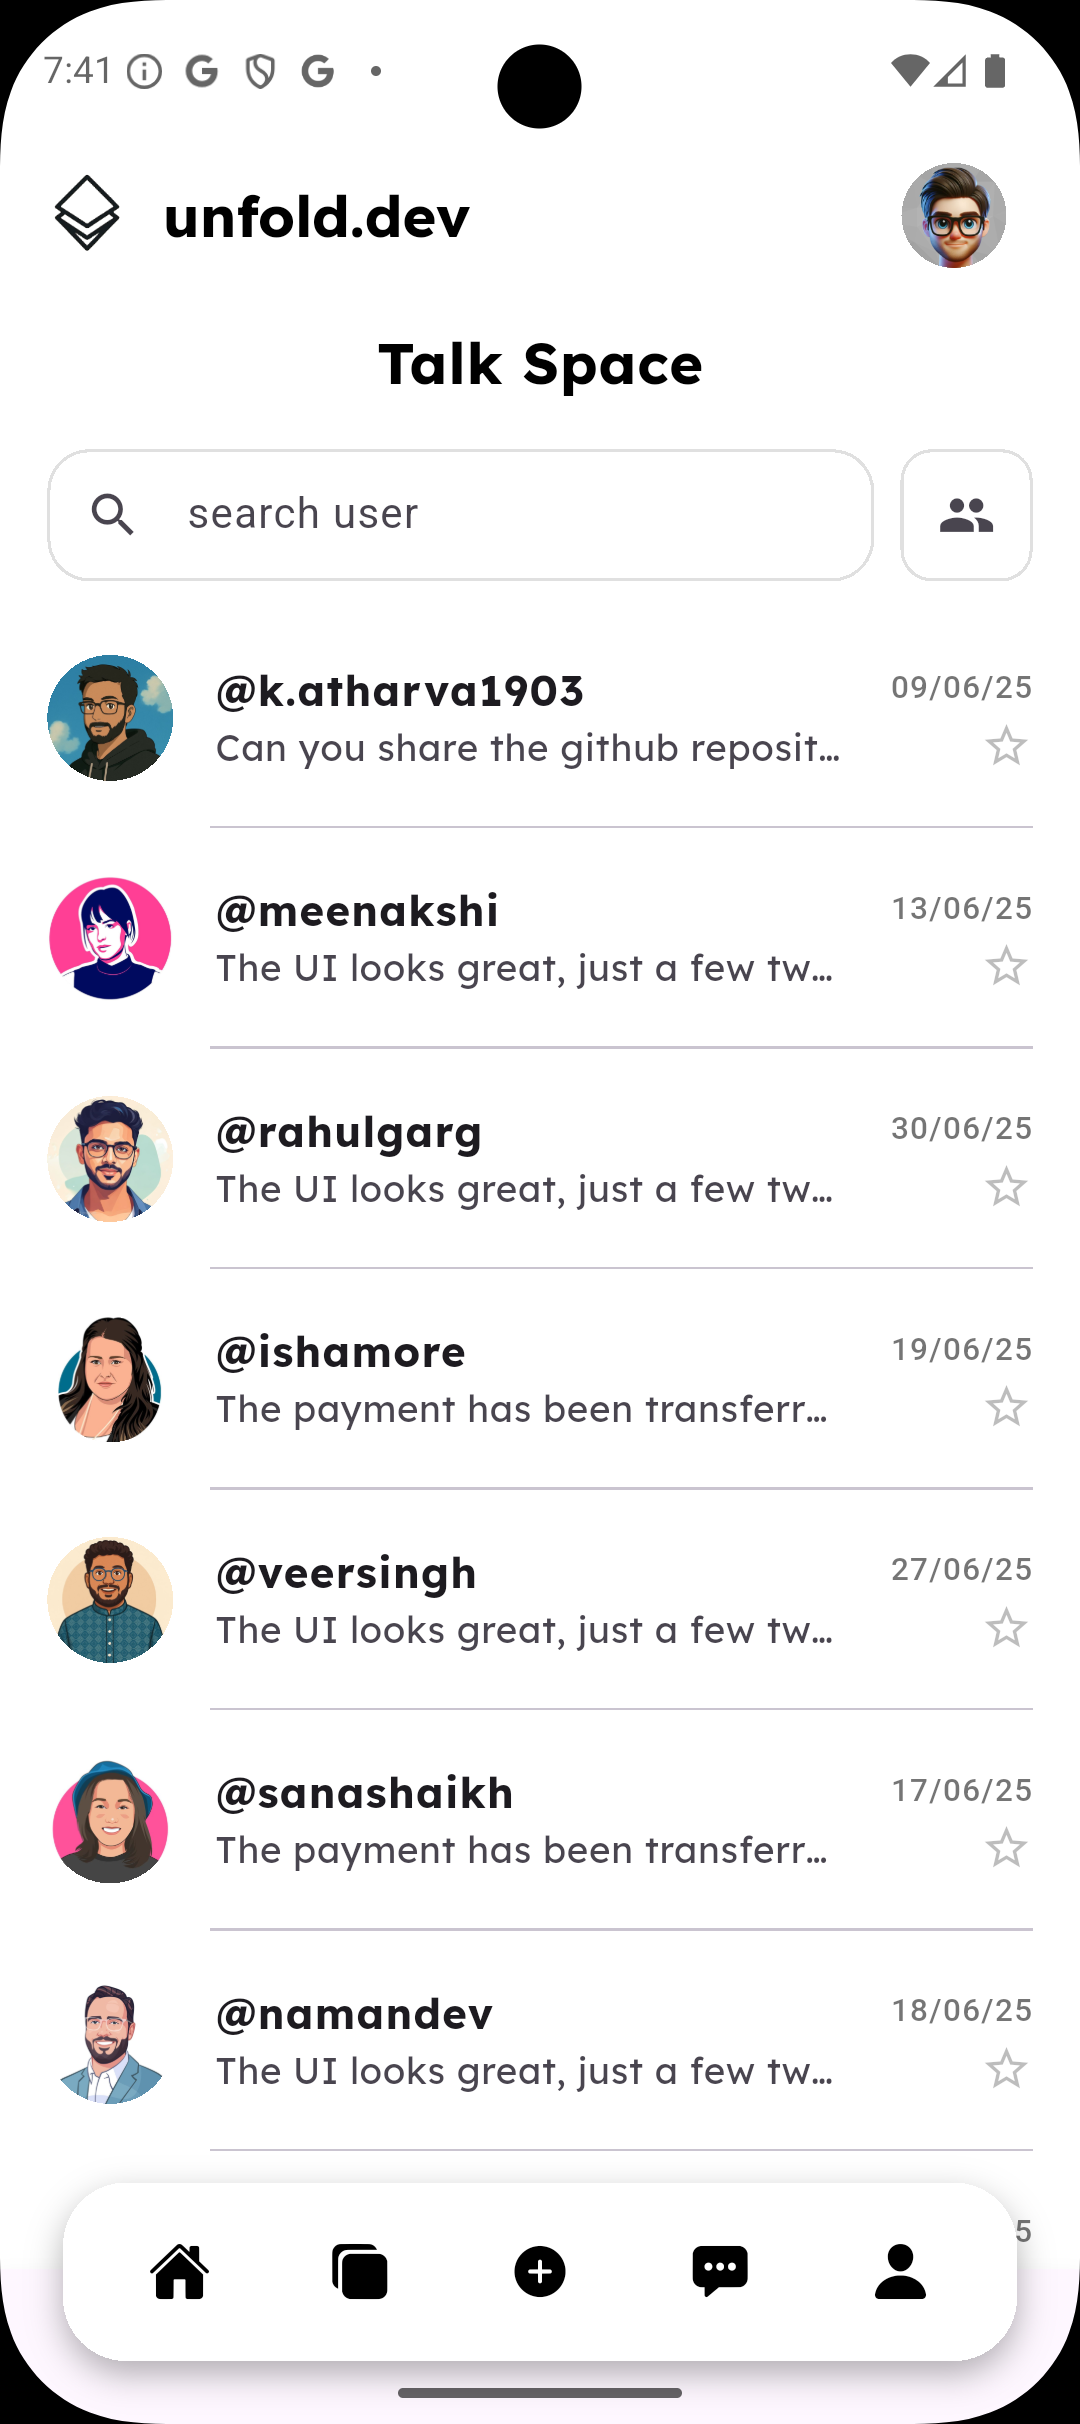 7:41
unfold.dev
Talk Space
search user
@k.atharva1903
09/06/25
Can you share the github reposit...
@meenakshi
13/06/25
The UI looks great, just a few tw...
@rahulgarg
30/06/25
The UI looks great, just a few tw...
@ishamore
19/06/25
The payment has been transferr...
@veersingh
27/06/25
The UI looks great, just a few tw...
@sanashaikh
17/06/25
The payment has been transferr...
@namandev
18/06/25
The UI looks great, just a few tw...
5